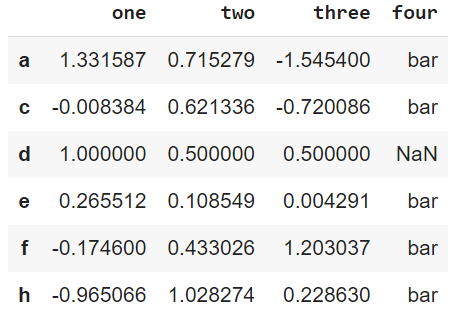 one two three four
a 1.331587 0.715279 -1.545400 bar
c -0.008384 0.621336 -0.720086 bar
d 1.000000 0.500000 0.500000 NaN
e 0.265512 0.108549 0.004291 bar
f -0.174600 0.433026 1.203037 bar
h -0.965066 1.028274 0.228630 bar